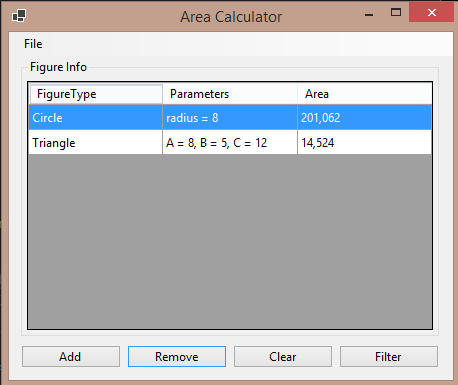 Area Calculator
File
Figure Info
FigureType Parameters Area
Circle radius = 8 201,062
Triangle A = 8, B = 5, C = 12 14,524
Add Remove Clear Filter